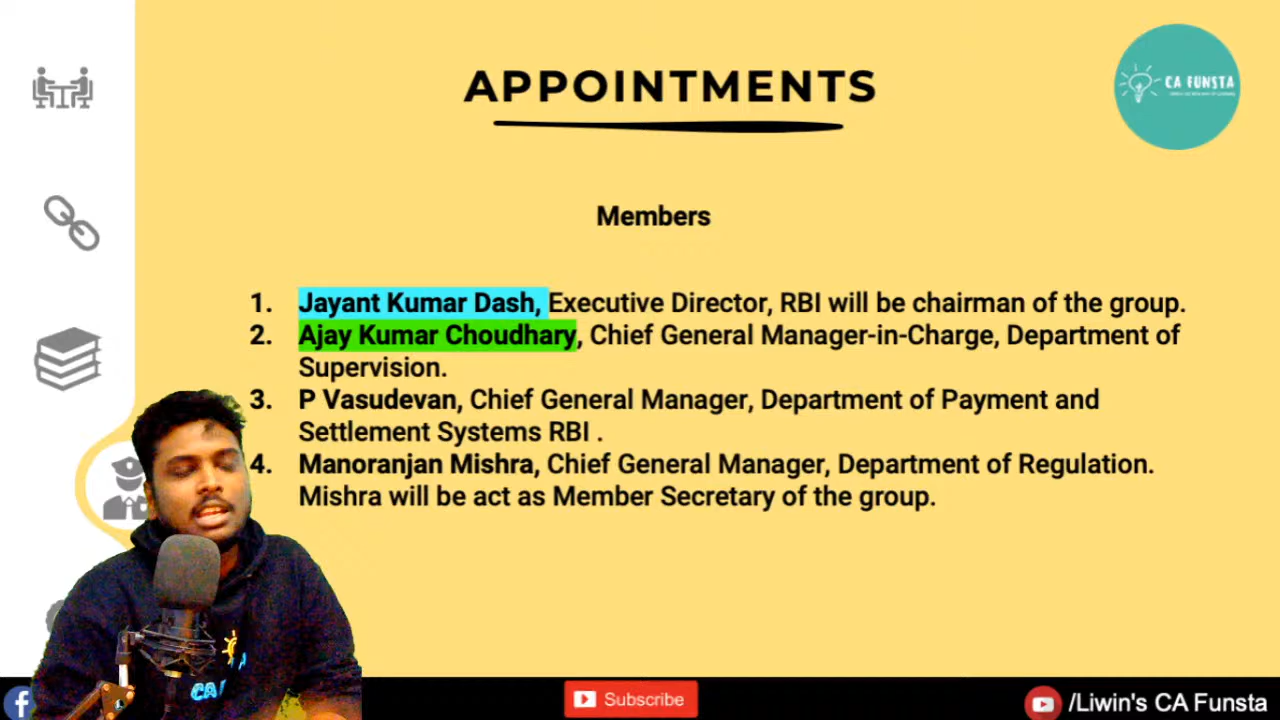 APPOINTMENTS
CA FUNSTA
Members
1. Jayant Kumar Dash, Executive Director, RBI will be chairman of the group.
2. Ajay Kumar Choudhary, Chief General Manager-in-Charge, Department of
Supervision.
3. P Vasudevan, Chief General Manager, Department of Payment and
Settlement Systems RBI .
4. Manoranjan Mishra, Chief General Manager, Department of Regulation.
Mishra will be act as Member Secretary of the group.
CA
f
Subscribe
/Liwin's CA Funsta